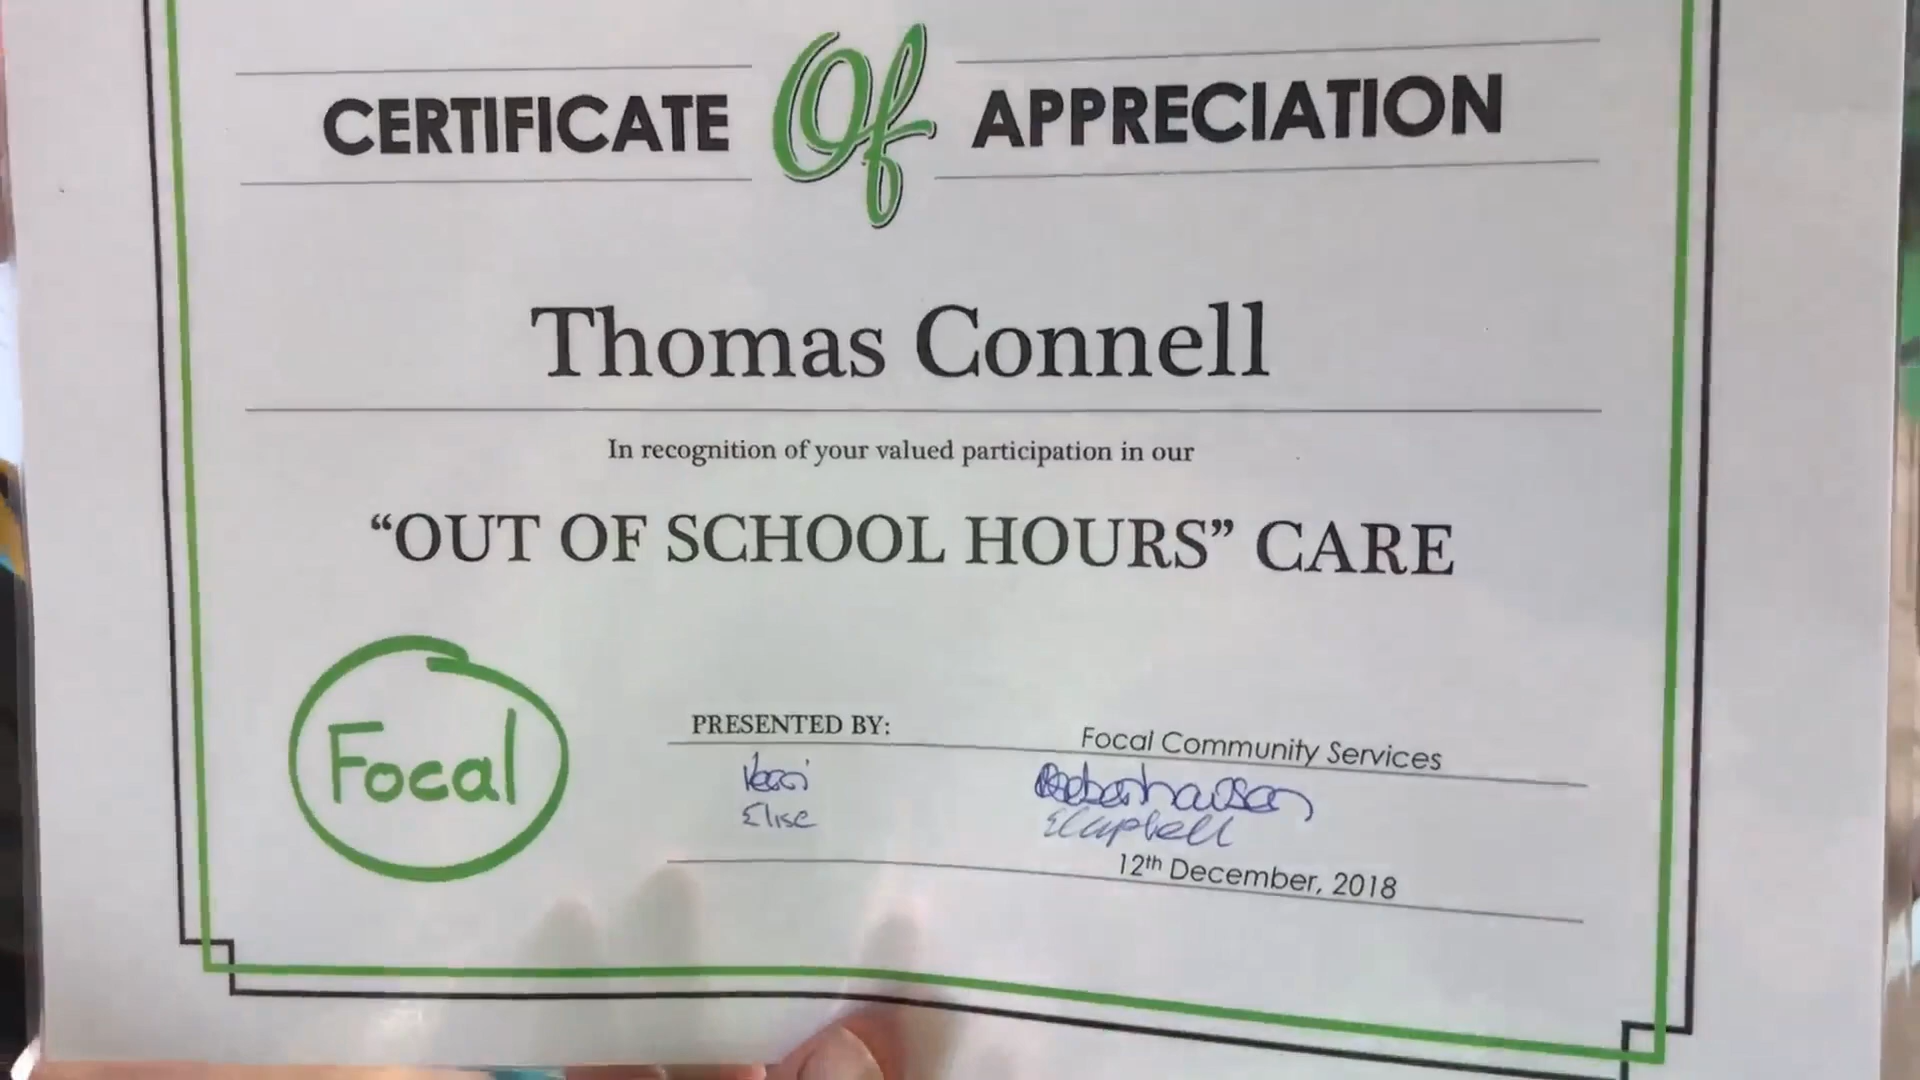 CERTIFICATE Of APPRECIATION
Thomas Connell
In recognition of your valued participation in our
“OUT OF SCHOOL HOURS” CARE
Focal
PRESENTED BY: Focal Community Services
Elise ECampbell
12th December, 2018